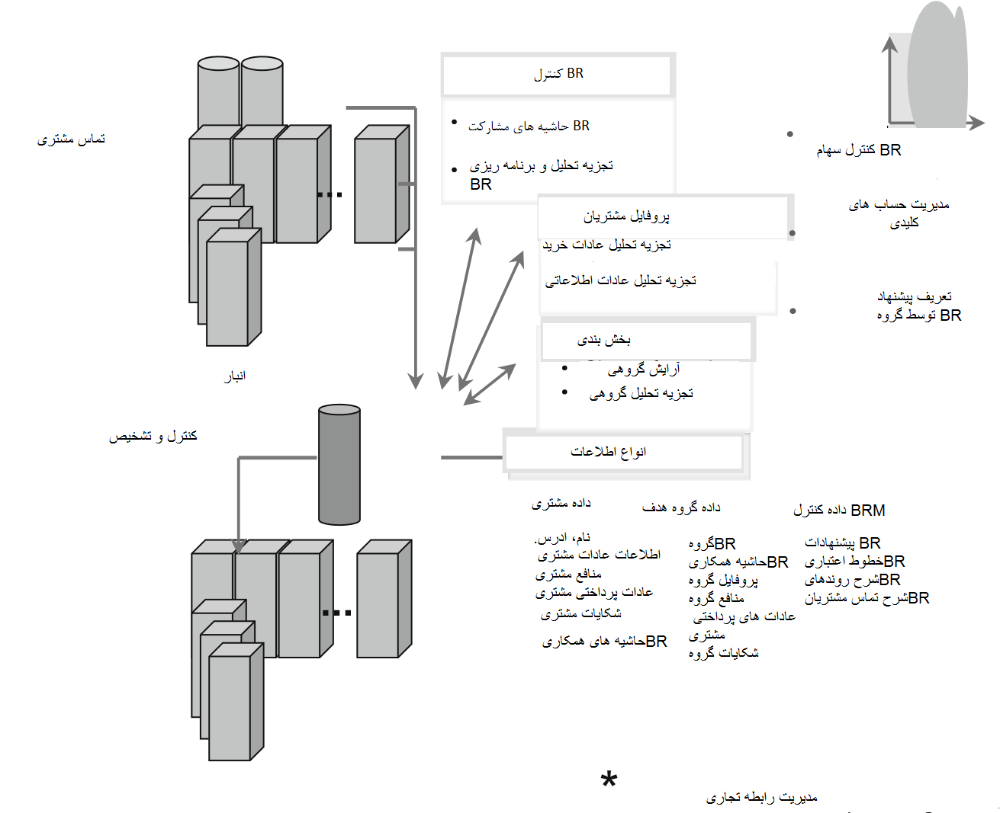 تماس مشتری
کنترل BR
حاشیه های مشارکت BR
تجزیه تحلیل و برنامه ریزی
BR
کنترل سهام BR
پروفایل مشتریان
تجزیه تحلیل عادات خرید
تجزیه تحلیل عادات اطلاعاتی
مدیریت حساب های
کلیدی
تعریف پیشنهاد
توسط گروه BR
بخش بندی
آرایش گروهی
تجزیه تحلیل گروهی
انبار
کنترل و تشخیص
انواع اطلاعات
داده مشتری
نام، ادرس.
اطلاعات عادات مشتری
منافع مشتری
عادات پرداختی مشتری
شکایات مشتری
حاشیه های همکاریBR
داده گروه هدف
گروهBR
حاشیه همکاریBR
پروفایل گروه
منافع گروه
عادات های پرداختی
مشتری
شکایات گروه
داده کنترل BRM
پیشنهادات BR
خطوط اعتباریBR
شرح روندهایBR
شرح تماس مشتریانBR
*
مدیریت رابطه تجاری